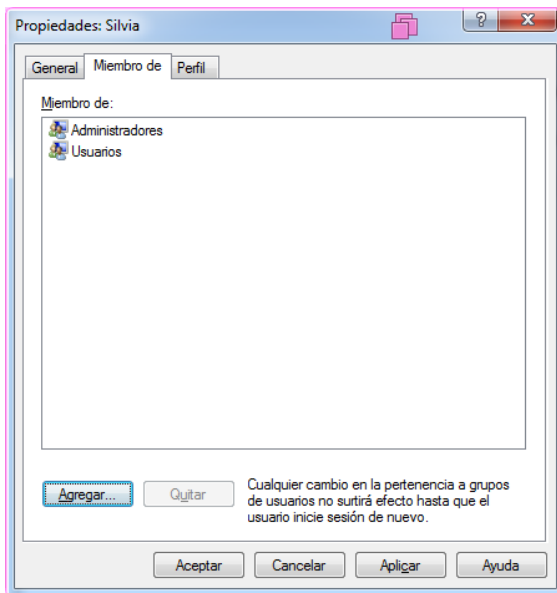 Propiedades: Silvia
?
General Miembro de Perfil
Miembro de:
Administradores
Usuarios
Agregar... Quitar
Cualquier cambio en la pertenencia a grupos
de usuarios no surtirá efecto hasta que el
usuario inicie sesión de nuevo.
Aceptar Cancelar Aplicar Ayuda